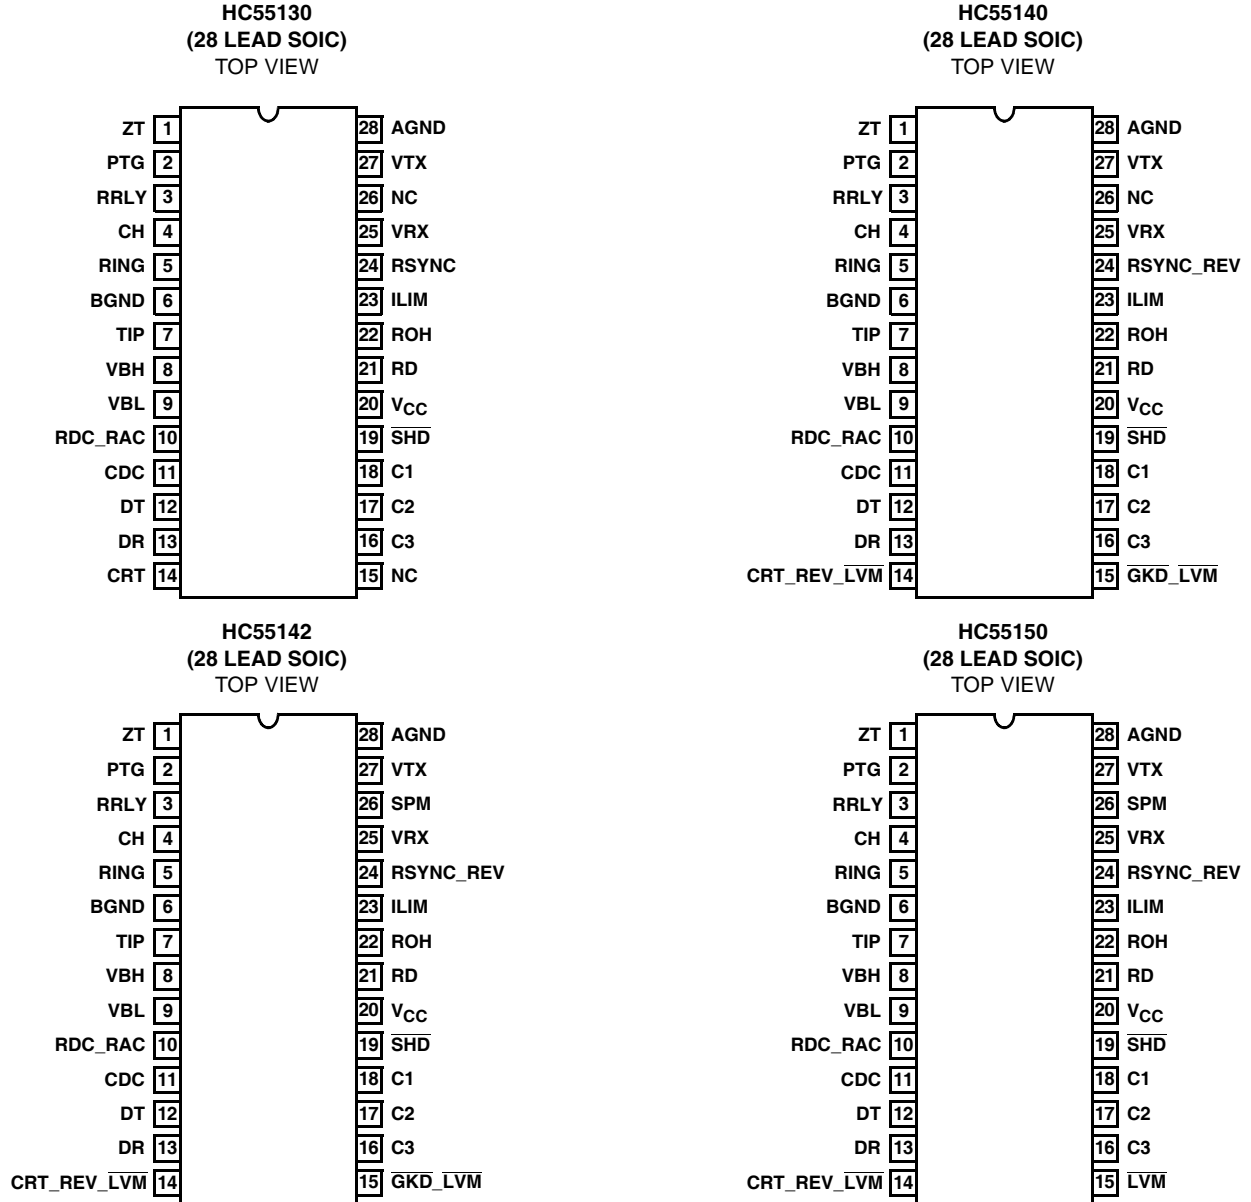 HC55130
(28 LEAD SOIC)
TOP VIEW
ZT 1 28 AGND
PTG 2 27 VTX
RRLY 3 26 NC
CH 4 25 VRX
RING 5 24 RSYNC
BGND 6 23 ILIM
TIP 7 22 ROH
VBH 8 21 RD
VBL 9 20 VCC
RDC_RAC 10 19 SHD
CDC 11 18 C1
DT 12 17 C2
DR 13 16 C3
CRT 14 15 NC
HC55140
(28 LEAD SOIC)
TOP VIEW
ZT 1 28 AGND
PTG 2 27 VTX
RRLY 3 26 NC
CH 4 25 VRX
RING 5 24 RSYNC_REV
BGND 6 23 ILIM
TIP 7 22 ROH
VBH 8 21 RD
VBL 9 20 VCC
RDC_RAC 10 19 SHD
CDC 11 18 C1
DT 12 17 C2
DR 13 16 C3
CRT_REV_LVM 14 15 GKD_LVM
HC55142
(28 LEAD SOIC)
TOP VIEW
ZT 1 28 AGND
PTG 2 27 VTX
RRLY 3 26 SPM
CH 4 25 VRX
RING 5 24 RSYNC_REV
BGND 6 23 ILIM
TIP 7 22 ROH
VBH 8 21 RD
VBL 9 20 VCC
RDC_RAC 10 19 SHD
CDC 11 18 C1
DT 12 17 C2
DR 13 16 C3
CRT_REV_LVM 14 15 GKD_LVM
HC55150
(28 LEAD SOIC)
TOP VIEW
ZT 1 28 AGND
PTG 2 27 VTX
RRLY 3 26 SPM
CH 4 25 VRX
RING 5 24 RSYNC_REV
BGND 6 23 ILIM
TIP 7 22 ROH
VBH 8 21 RD
VBL 9 20 VCC
RDC_RAC 10 19 SHD
CDC 11 18 C1
DT 12 17 C2
DR 13 16 C3
CRT_REV_LVM 14 15 LVM